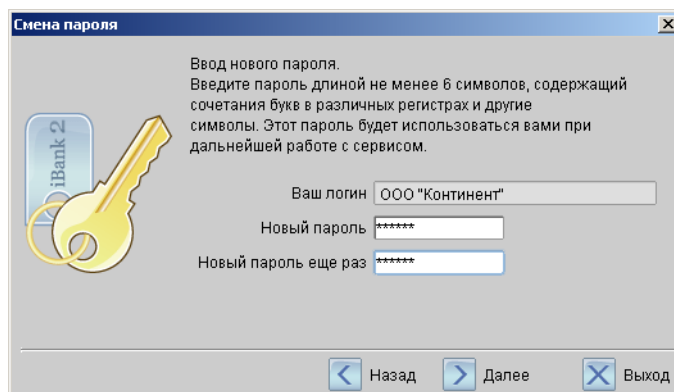 Смена пароля
Ввод нового пароля.
Введите пароль длиной не менее 6 символов, содержащий
сочетания букв в различных регистрах и другие
символы. Этот пароль будет использоваться вами при
дальнейшей работе с сервисом.
iBank 2
Ваш логин ООО "Континент"
Новый пароль ******
Новый пароль еще раз ******
Назад Далее Выход